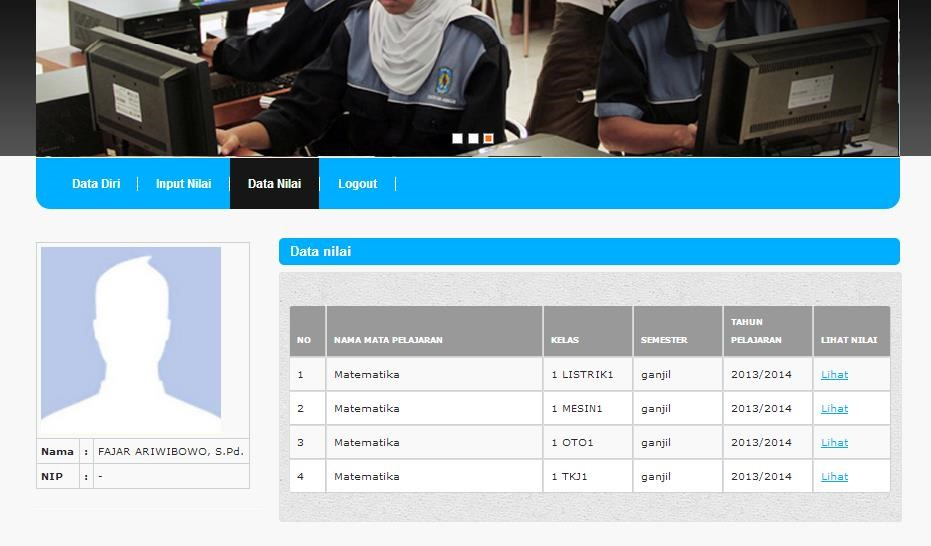 Data Diri Input Nilai Data Nilai Logout
Data nilai
NO NAMA MATA PELAJARAN KELAS SEMESTER TAHUN PELAJARAN LIHAT NILAI
1 Matematika 1 LISTRIK1 ganjil 2013/2014 Lihat
2 Matematika 1 MESIN1 ganjil 2013/2014 Lihat
3 Matematika 1 OTO1 ganjil 2013/2014 Lihat
4 Matematika 1 TKJ1 ganjil 2013/2014 Lihat
Nama : FAJAR ARIWIBOWO, S.Pd.
NIP : -